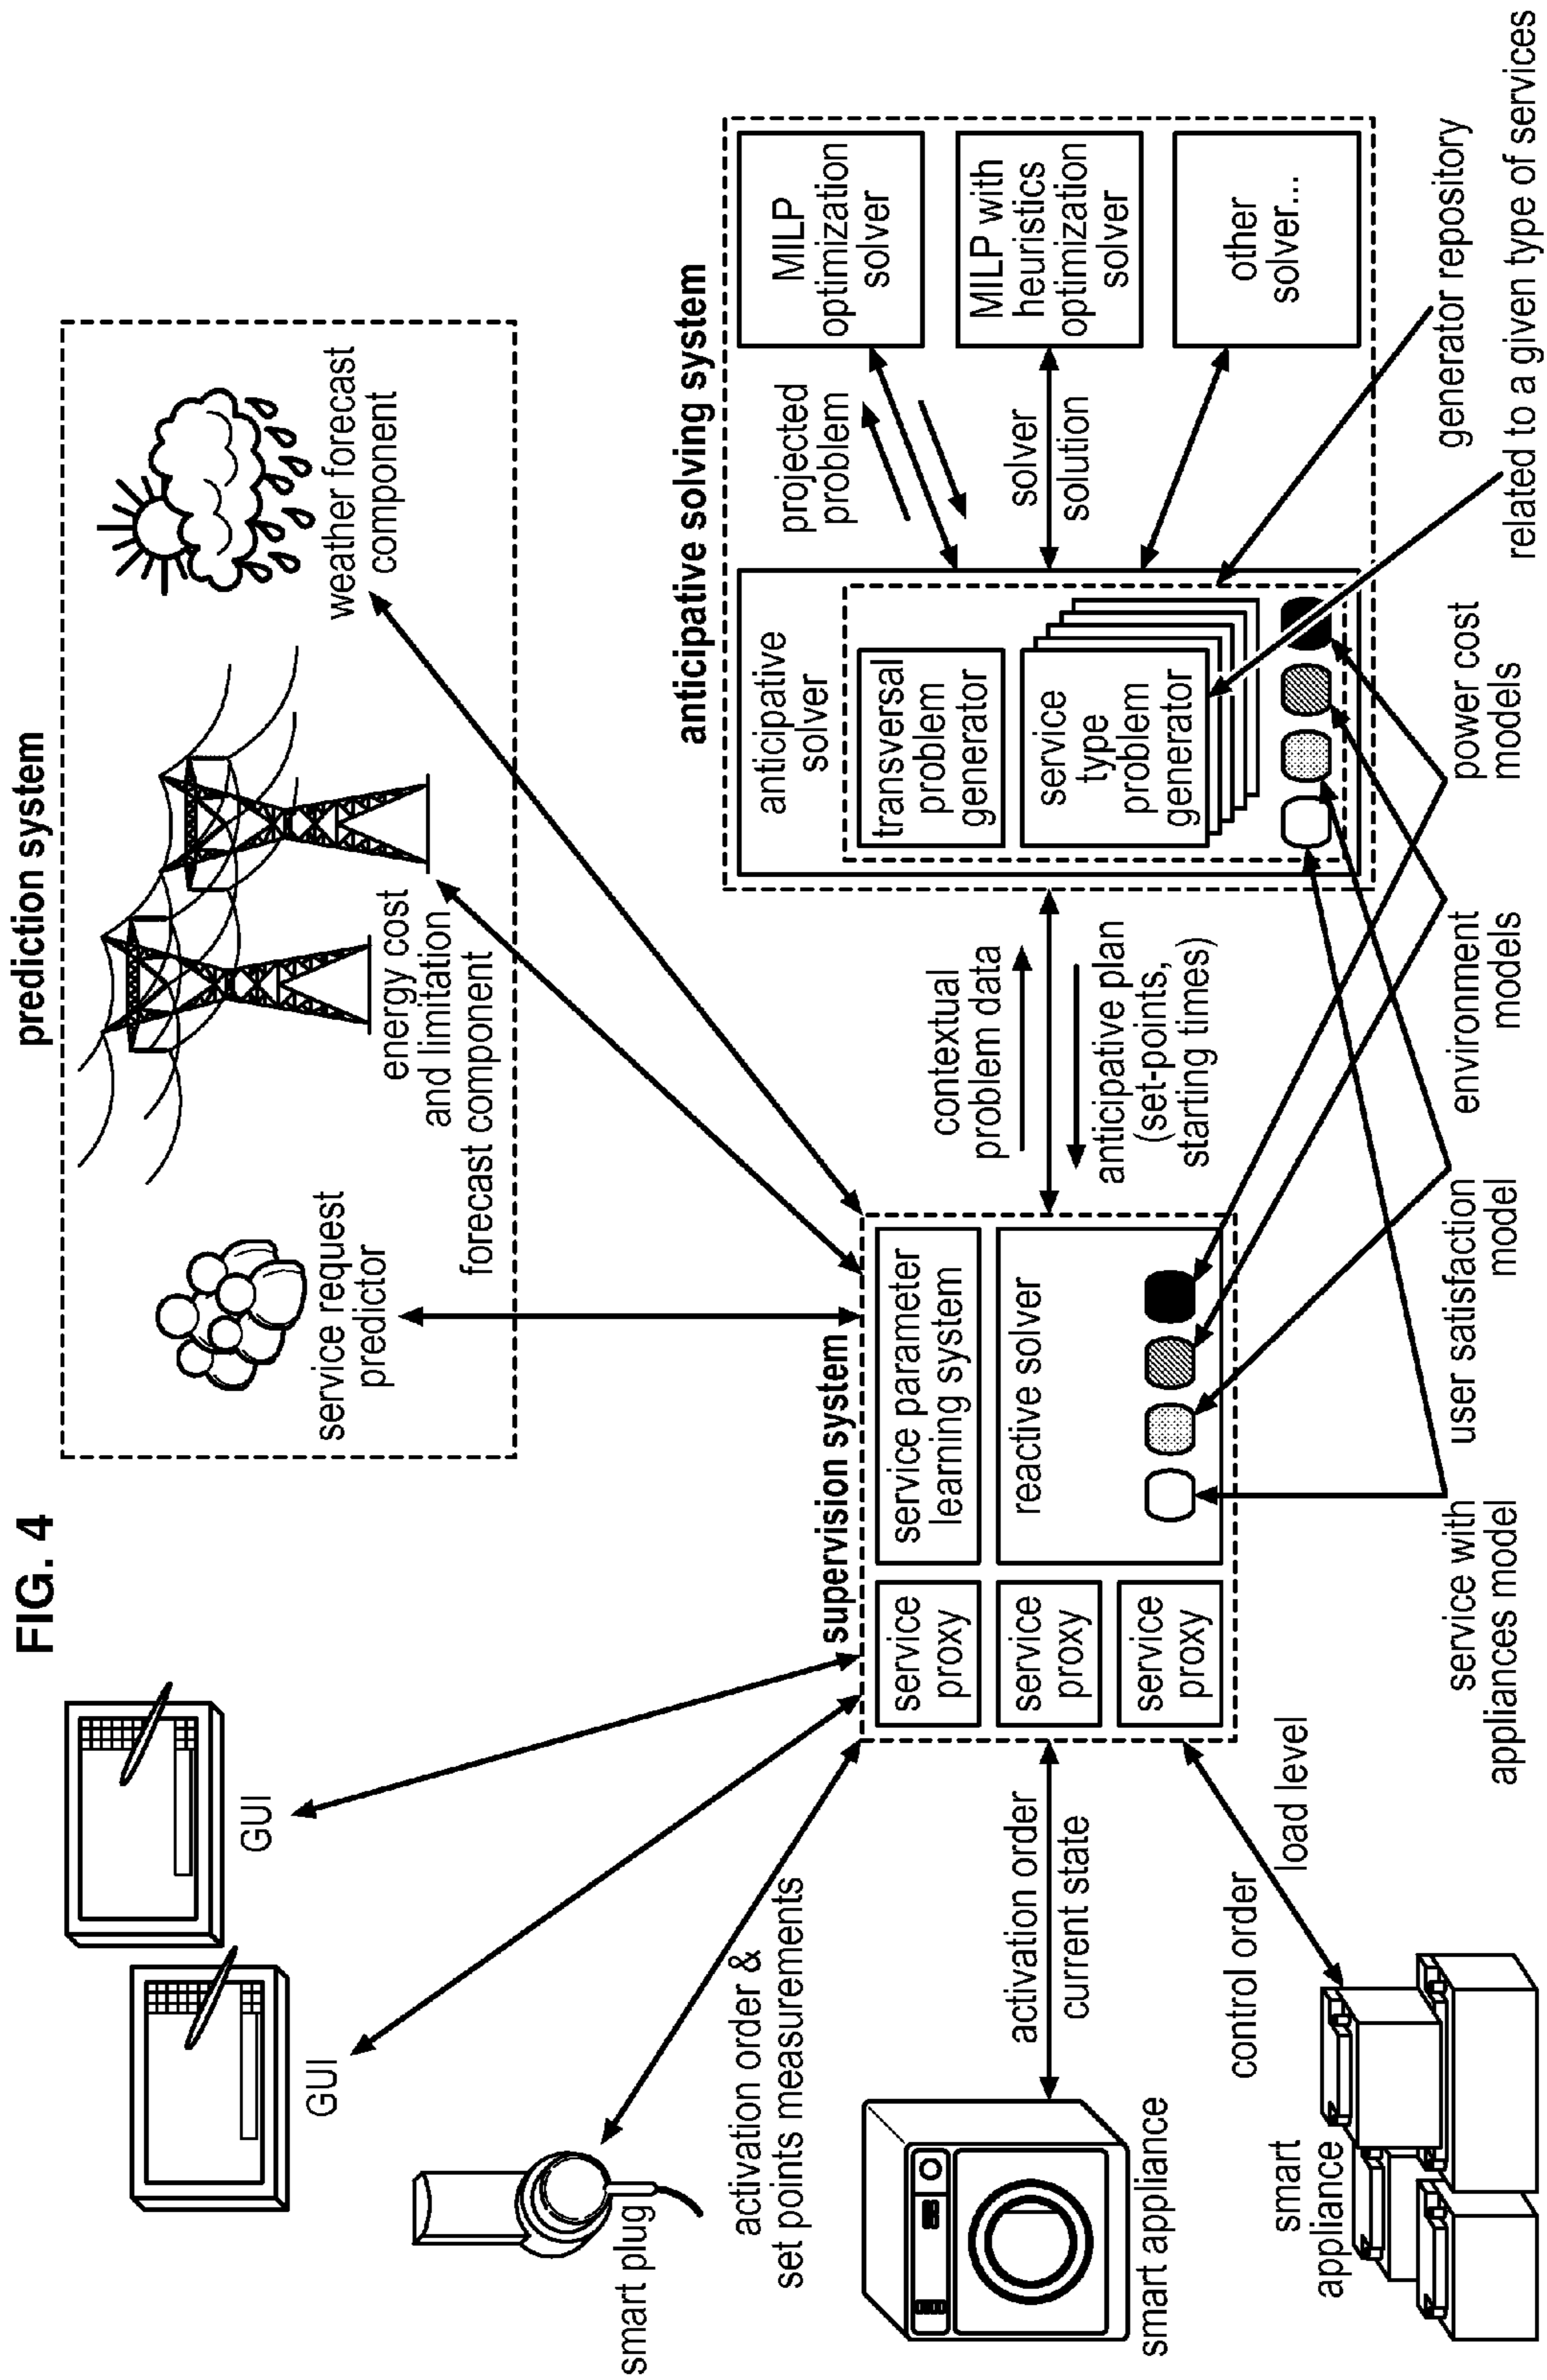 FIG. 4
prediction system
service request
predictor
energy cost
and limitation
forecast component
weather forecast
component
GUI
GUI
smart plug
activation order &
set points measurements
smart appliance
activation order
current state
smart
appliance
control order
load level
supervision system
service
proxy
service
proxy
service
proxy
service parameter
learning system
reactive solver
contextual
problem data
anticipative plan
(set-points,
starting times)
anticipative solving system
anticipative
solver
transversal
problem
generator
service
type
problem
generator
projected
problem
solver
solution
MILP
optimization
solver
MILP with
heuristics
optimization
solver
other
solver...
service with
appliances model
user satisfaction
model
environment
models
power cost
models
generator repository
related to a given type of services